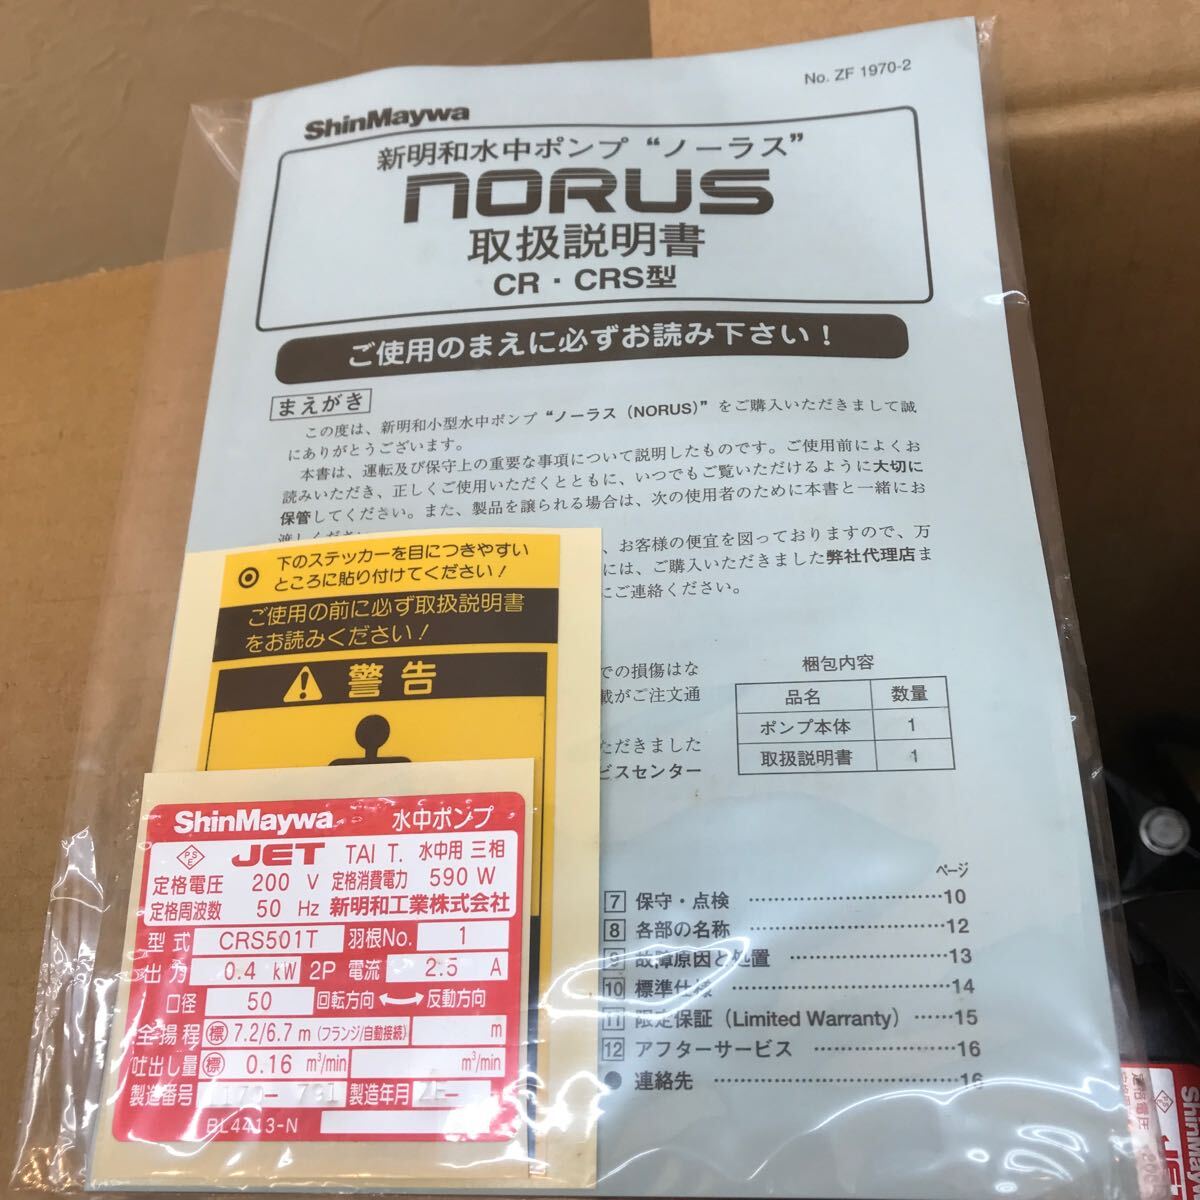 No. ZF 1970-2
ShinMaywa
新明和水中ポンプ “ノーラス”
NORUS
取扱説明書
CR・CRS型
ご使用のまえに必ずお読み下さい！
まえがき
この度は、新明和小型水中ポンプ “ノーラス（NORUS）” をご購入いただきまして誠
にありがとうございます。
本書は、運転及び保守上の重要な事項について説明したものです。ご使用前によくお
読みいただき、正しくご使用いただくとともに、いつでもご覧いただけるように大切に
保管してください。また、製品を譲られる場合は、次の使用者のために本書と一緒にお
、お客様の便宜を図っておりますので、万
には、ご購入いただきました弊社代理店ま
にご連絡ください。
での損傷はな
載がご注文通
ただきました
ビスセンター
梱包内容
品名 数量
ポンプ本体 1
取扱説明書 1
ページ
7 保守・点検 ……………… 10
8 各部の名称 ……………… 12
9 故障原因と処置 ……………… 13
10 標準仕様 ……………… 14
11 限定保証（Limited Warranty） …… 15
12 アフターサービス ……………… 16
● 連絡先 ……………… 16
◎ 下のステッカーを目につきやすい
ところに貼り付けてください！
ご使用の前に必ず取扱説明書
をお読みください！
警告
ShinMaywa 水中ポンプ
PSE JET TAI T. 水中用 三相
定格電圧 200 V 定格消費電力 590 W
定格周波数 50 Hz 新明和工業株式会社
型式 CRS501T 羽根No. 1
出力 0.4 kW 2P 電流 2.5 A
口径 50 回転方向 ←→ 反動方向
全揚程 標 7.2/6.7 m (フランジ/自動接続) m
吐出し量 標 0.16 m³/min m³/min
製造番号 製造年月
BL4413-N
ShinMay
JE
定格電圧